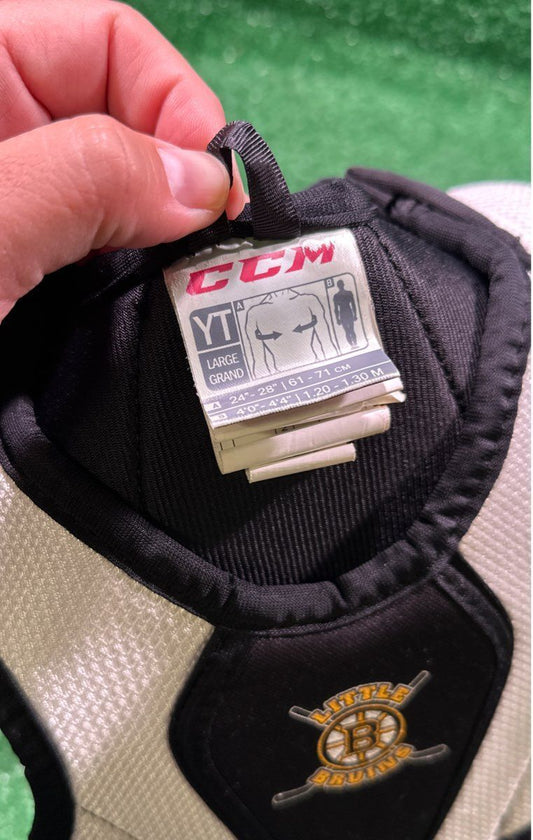 CCM
A
B
YT
LARGE
GRAND
A 24"- 28" | 61 - 71 CM
B 4'0"- 4'4" | 1.20 - 1.30 M
LITTLE
B
BRUINS